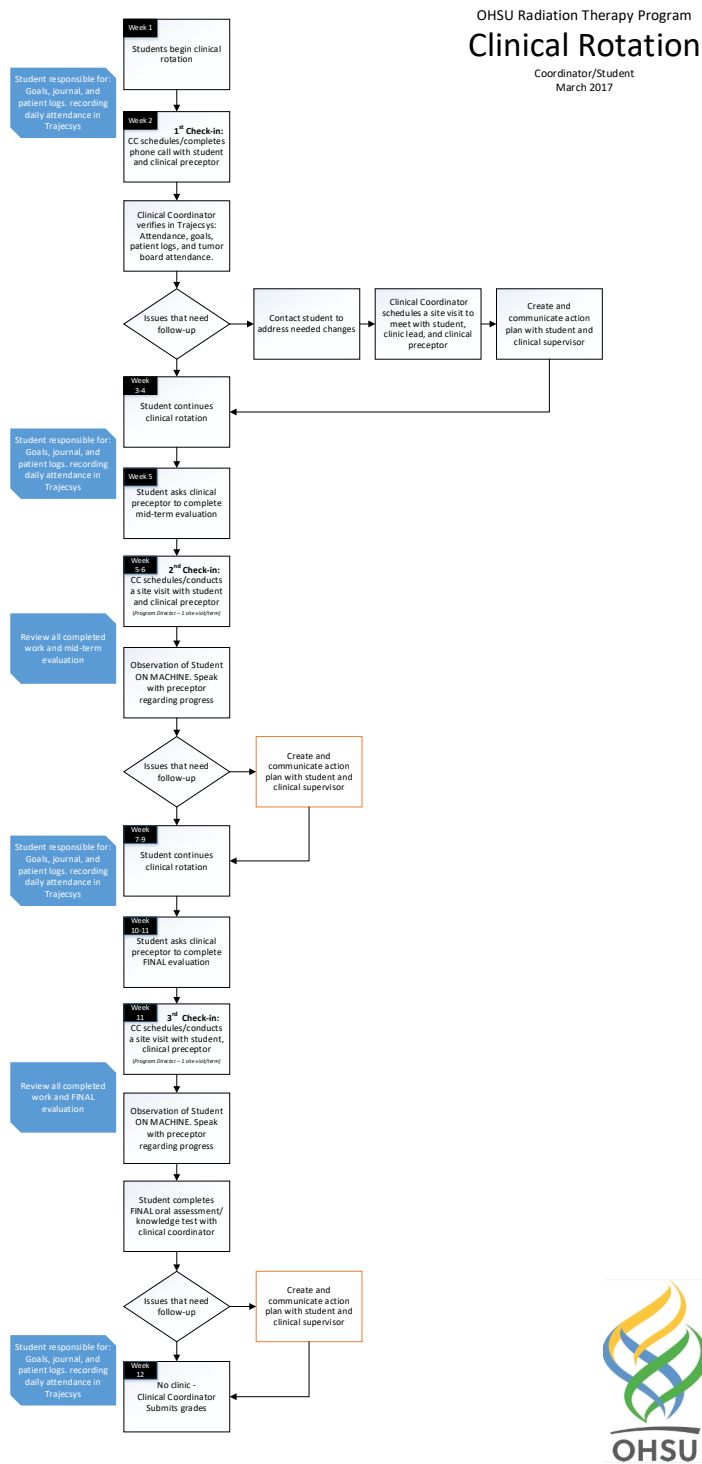 OHSU Radiation Therapy Program
Clinical Rotation
Coordinator/Student
March 2017
Week 1
Students begin clinical
rotation
Student responsible for:
Goals, journal, and
patient logs. recording
daily attendance in
Trajecsys
Week 2
1st Check-in:
CC schedules/completes
phone call with student
and clinical preceptor
Clinical Coordinator
verifies in Trajecsys:
Attendance, goals,
patient logs, and tumor
board attendance.
Issues that need
follow-up
Contact student to
address needed changes
Clinical Coordinator
schedules a site visit to
meet with student,
clinic lead, and clinical
preceptor
Create and
communicate action
plan with student and
clinical supervisor
Week
3-4
Student continues
clinical rotation
Student responsible for:
Goals, journal, and
patient logs. recording
daily attendance in
Trajecsys
Week 5
Student asks clinical
preceptor to complete
mid-term evaluation
Week
5-6
2nd Check-in:
CC schedules/conducts
a site visit with student
and clinical preceptor
(Program Director – 1 site visit/term)
Review all completed
work and mid-term
evaluation
Observation of Student
ON MACHINE. Speak
with preceptor
regarding progress
Issues that need
follow-up
Create and
communicate action
plan with student and
clinical supervisor
Week
7-9
Student continues
clinical rotation
Student responsible for:
Goals, journal, and
patient logs. recording
daily attendance in
Trajecsys
Week
10-11
Student asks clinical
preceptor to complete
FINAL evaluation
Week
11
3rd Check-in:
CC schedules/conducts
a site visit with student,
clinical preceptor
(Program Director – 1 site visit/term)
Review all completed
work and FINAL
evaluation
Observation of Student
ON MACHINE. Speak
with preceptor
regarding progress
Student completes
FINAL oral assessment/
knowledge test with
clinical coordinator
Issues that need
follow-up
Create and
communicate action
plan with student and
clinical supervisor
Student responsible for:
Goals, journal, and
patient logs. recording
daily attendance in
Trajecsys
Week
12
No clinic -
Clinical Coordinator
Submits grades
OHSU